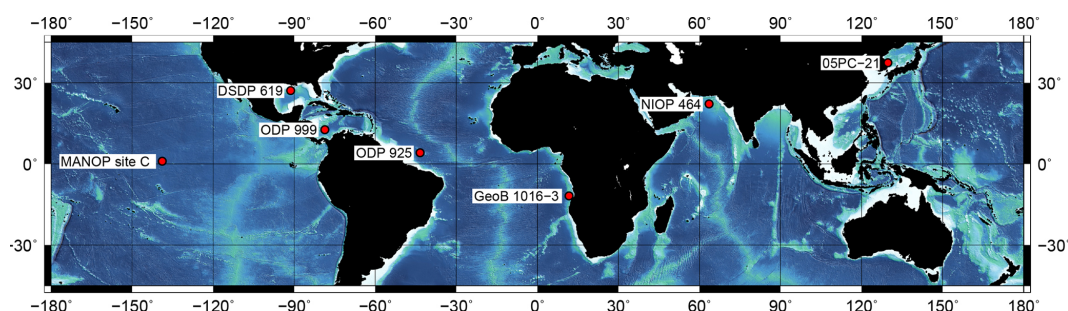 −180 −150 −120 −90 −60 −30 0 30 60 90 120 150 180°
05PC−21
30° 30°
DSDP 619
NIOP 464
ODP 999
ODP 925
MANOP site C
0° 0°
GeoB 1016−3
-30° −30°
−180 −150 −120 −90 −60 −30 0 30 60 90 120 150 180°